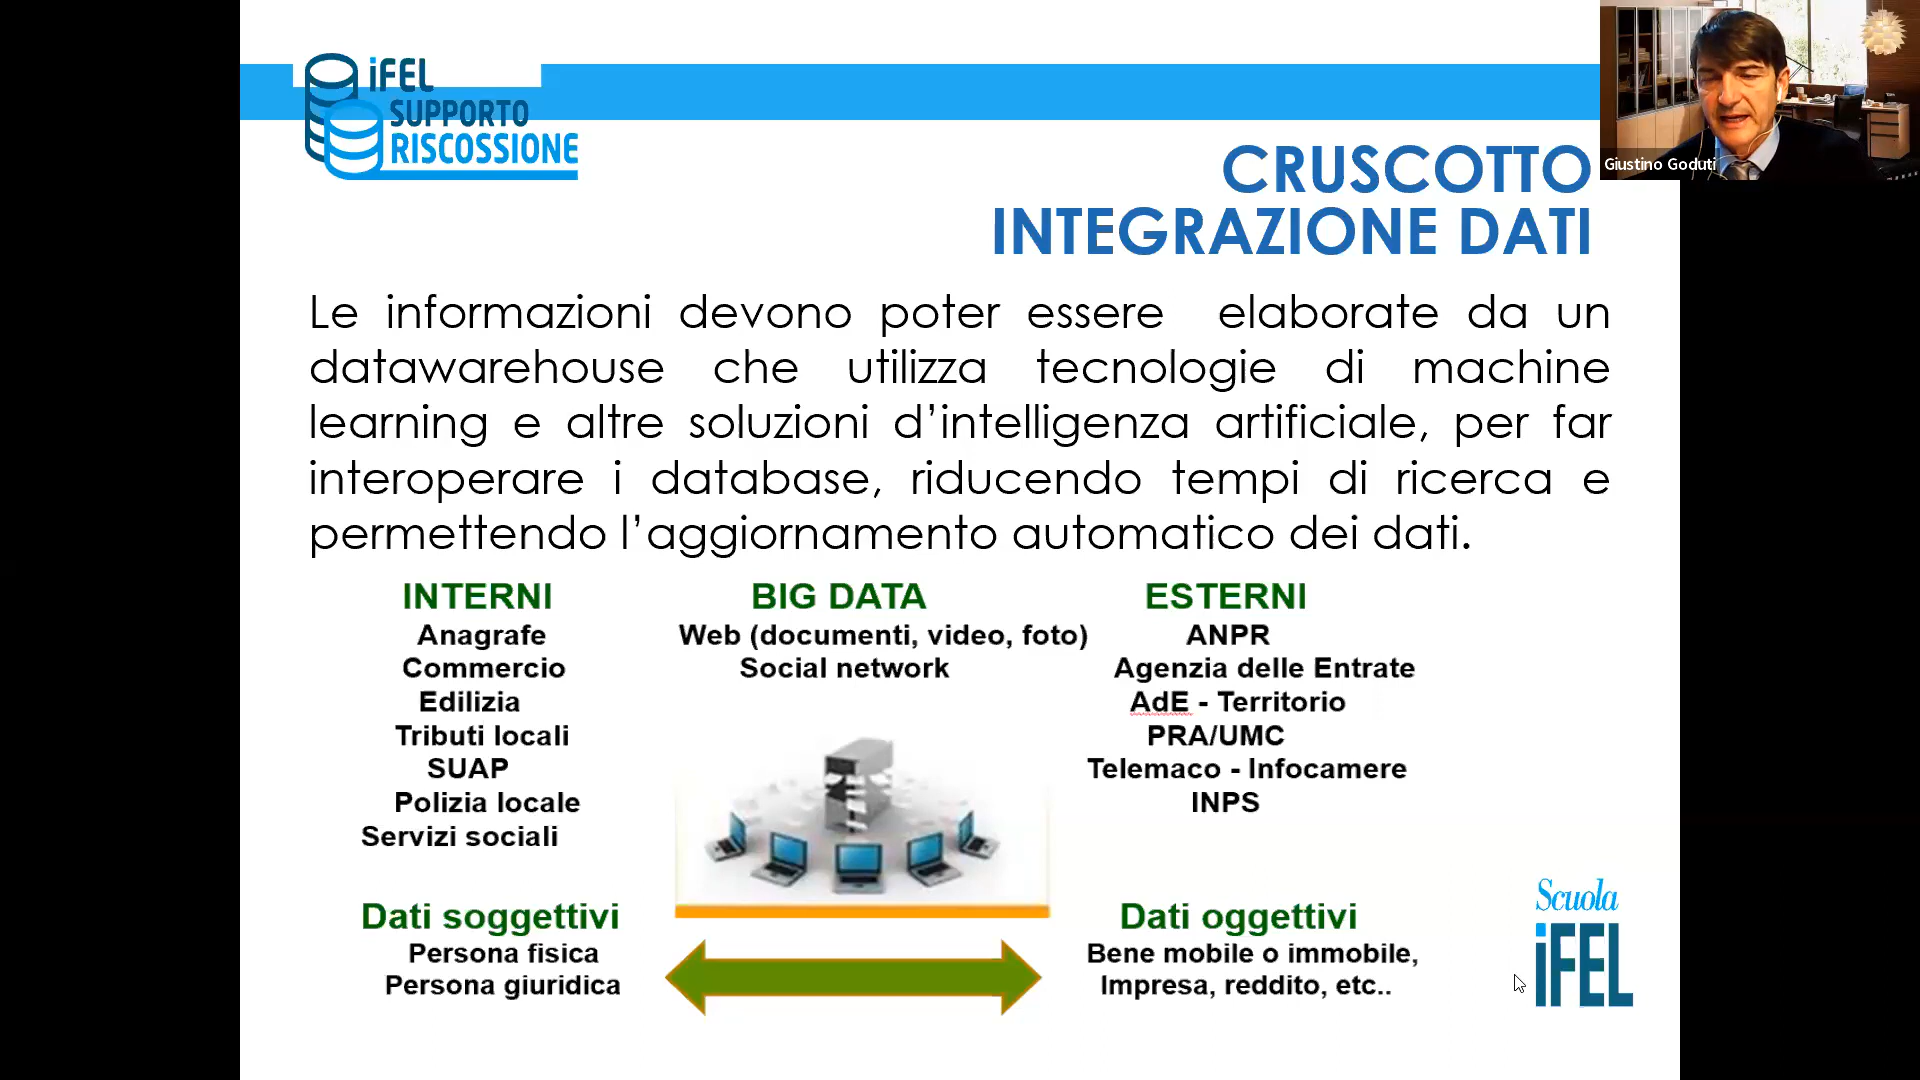 iFEL
SUPPORTO
RISCOSSIONE
Giustino Goduti
CRUSCOTTO
INTEGRAZIONE DATI
Le informazioni devono poter essere elaborate da un
datawarehouse che utilizza tecnologie di machine
learning e altre soluzioni d’intelligenza artificiale, per far
interoperare i database, riducendo tempi di ricerca e
permettendo l’aggiornamento automatico dei dati.
INTERNI
Anagrafe
Commercio
Edilizia
Tributi locali
SUAP
Polizia locale
Servizi sociali
BIG DATA
Web (documenti, video, foto)
Social network
ESTERNI
ANPR
Agenzia delle Entrate
AdE - Territorio
PRA/UMC
Telemaco - Infocamere
INPS
Dati soggettivi
Persona fisica
Persona giuridica
Dati oggettivi
Bene mobile o immobile,
Impresa, reddito, etc..
Scuola
iFEL